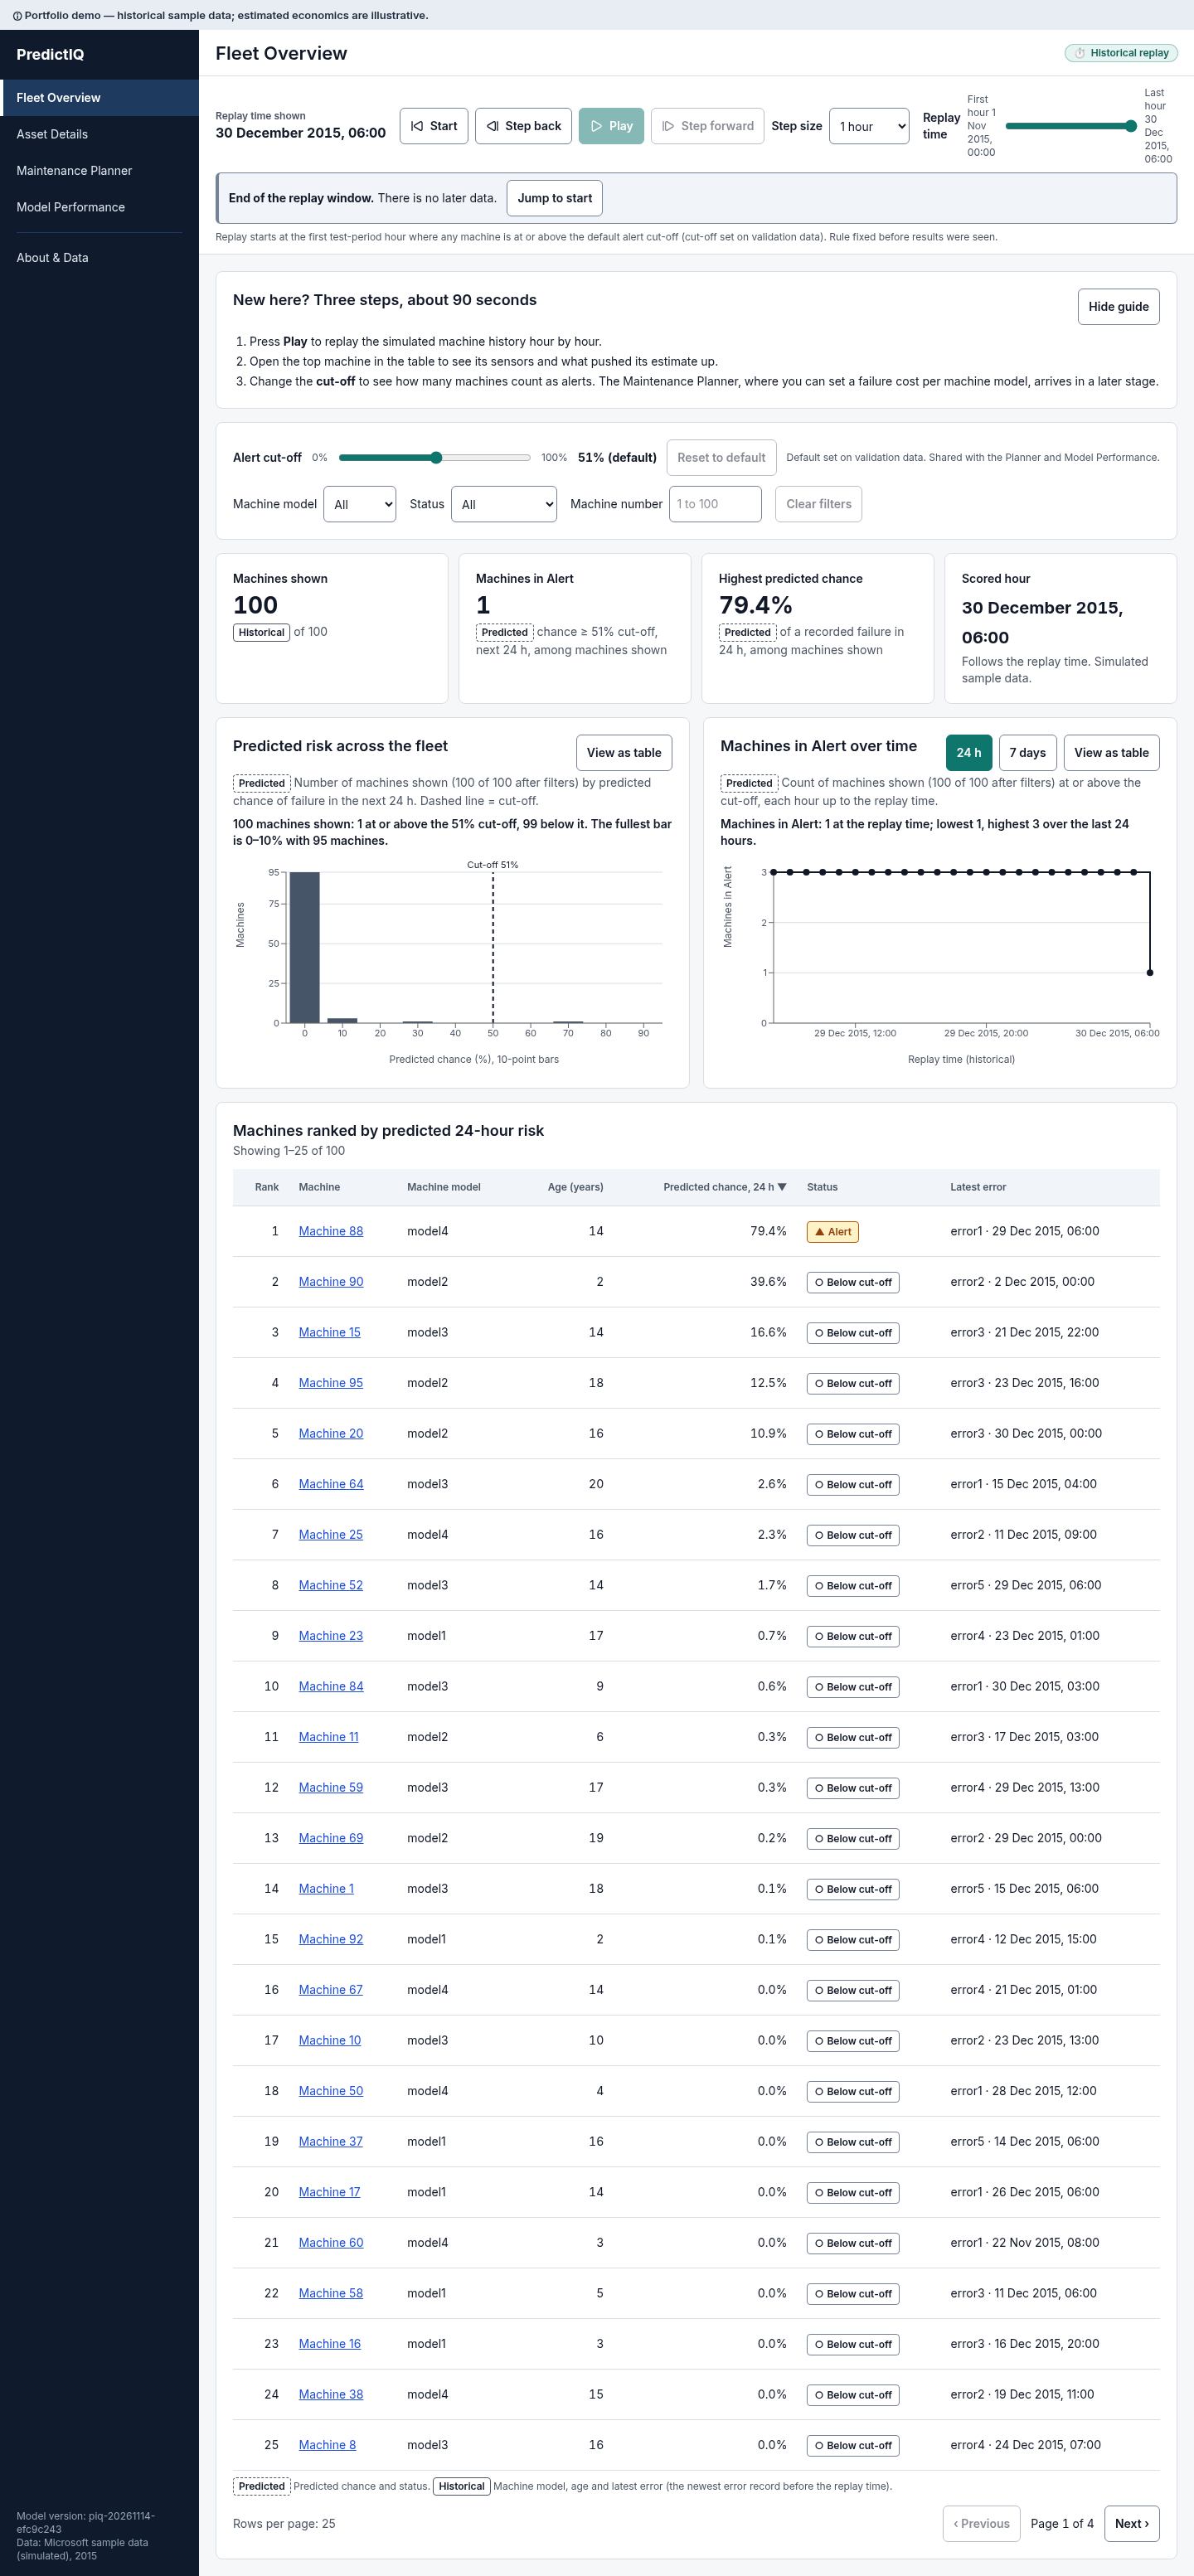 Portfolio demo — historical sample data; estimated economics are illustrative.
PredictIQ
Fleet Overview
Asset Details
Maintenance Planner
Model Performance
About & Data
Model version: piq-20261114-
efc9c243
Data: Microsoft sample data
(simulated), 2015
Fleet Overview
Historical replay
Replay time shown
30 December 2015, 06:00
Start
Step back
Play
Step forward
Step size
1 hour
Replay
time
First
hour 1
Nov
2015,
00:00
Last
hour
30
Dec
2015,
06:00
End of the replay window. There is no later data.
Jump to start
Replay starts at the first test-period hour where any machine is at or above the default alert cut-off (cut-off set on validation data). Rule fixed before results were seen.
New here? Three steps, about 90 seconds
Hide guide
1. Press Play to replay the simulated machine history hour by hour.
2. Open the top machine in the table to see its sensors and what pushed its estimate up.
3. Change the cut-off to see how many machines count as alerts. The Maintenance Planner, where you can set a failure cost per machine model, arrives in a later stage.
Alert cut-off 0% 100% 51% (default) Reset to default Default set on validation data. Shared with the Planner and Model Performance.
Machine model All Status All Machine number 1 to 100 Clear filters
Machines shown
100
Historical of 100
Machines in Alert
1
Predicted chance ≥ 51% cut-off,
next 24 h, among machines shown
Highest predicted chance
79.4%
Predicted of a recorded failure in
24 h, among machines shown
Scored hour
30 December 2015,
06:00
Follows the replay time. Simulated
sample data.
Predicted risk across the fleet
View as table
Predicted Number of machines shown (100 of 100 after filters) by predicted
chance of failure in the next 24 h. Dashed line = cut-off.
100 machines shown: 1 at or above the 51% cut-off, 99 below it. The fullest bar
is 0–10% with 95 machines.
Cut-off 51%
Machines
95
75
50
25
0
0 10 20 30 40 50 60 70 80 90
Predicted chance (%), 10-point bars
Machines in Alert over time
24 h
7 days
View as table
Predicted Count of machines shown (100 of 100 after filters) at or above the
cut-off, each hour up to the replay time.
Machines in Alert: 1 at the replay time; lowest 1, highest 3 over the last 24
hours.
Machines in Alert
3
2
1
0
29 Dec 2015, 12:00 29 Dec 2015, 20:00 30 Dec 2015, 06:00
Replay time (historical)
Machines ranked by predicted 24-hour risk
Showing 1–25 of 100
Rank Machine Machine model Age (years) Predicted chance, 24 h ▼ Status Latest error
1 Machine 88 model4 14 79.4% ▲ Alert error1 · 29 Dec 2015, 06:00
2 Machine 90 model2 2 39.6% Below cut-off error2 · 2 Dec 2015, 00:00
3 Machine 15 model3 14 16.6% Below cut-off error3 · 21 Dec 2015, 22:00
4 Machine 95 model2 18 12.5% Below cut-off error3 · 23 Dec 2015, 16:00
5 Machine 20 model2 16 10.9% Below cut-off error3 · 30 Dec 2015, 00:00
6 Machine 64 model3 20 2.6% Below cut-off error1 · 15 Dec 2015, 04:00
7 Machine 25 model4 16 2.3% Below cut-off error2 · 11 Dec 2015, 09:00
8 Machine 52 model3 14 1.7% Below cut-off error5 · 29 Dec 2015, 06:00
9 Machine 23 model1 17 0.7% Below cut-off error4 · 23 Dec 2015, 01:00
10 Machine 84 model3 9 0.6% Below cut-off error1 · 30 Dec 2015, 03:00
11 Machine 11 model2 6 0.3% Below cut-off error3 · 17 Dec 2015, 03:00
12 Machine 59 model3 17 0.3% Below cut-off error4 · 29 Dec 2015, 13:00
13 Machine 69 model2 19 0.2% Below cut-off error2 · 29 Dec 2015, 00:00
14 Machine 1 model3 18 0.1% Below cut-off error5 · 15 Dec 2015, 06:00
15 Machine 92 model1 2 0.1% Below cut-off error4 · 12 Dec 2015, 15:00
16 Machine 67 model4 14 0.0% Below cut-off error4 · 21 Dec 2015, 01:00
17 Machine 10 model3 10 0.0% Below cut-off error2 · 23 Dec 2015, 13:00
18 Machine 50 model4 4 0.0% Below cut-off error1 · 28 Dec 2015, 12:00
19 Machine 37 model1 16 0.0% Below cut-off error5 · 14 Dec 2015, 06:00
20 Machine 17 model1 14 0.0% Below cut-off error1 · 26 Dec 2015, 06:00
21 Machine 60 model4 3 0.0% Below cut-off error1 · 22 Nov 2015, 08:00
22 Machine 58 model1 5 0.0% Below cut-off error3 · 11 Dec 2015, 06:00
23 Machine 16 model1 3 0.0% Below cut-off error3 · 16 Dec 2015, 20:00
24 Machine 38 model4 15 0.0% Below cut-off error2 · 19 Dec 2015, 11:00
25 Machine 8 model3 16 0.0% Below cut-off error4 · 24 Dec 2015, 07:00
Predicted Predicted chance and status. Historical Machine model, age and latest error (the newest error record before the replay time).
Rows per page: 25
‹ Previous Page 1 of 4 Next ›